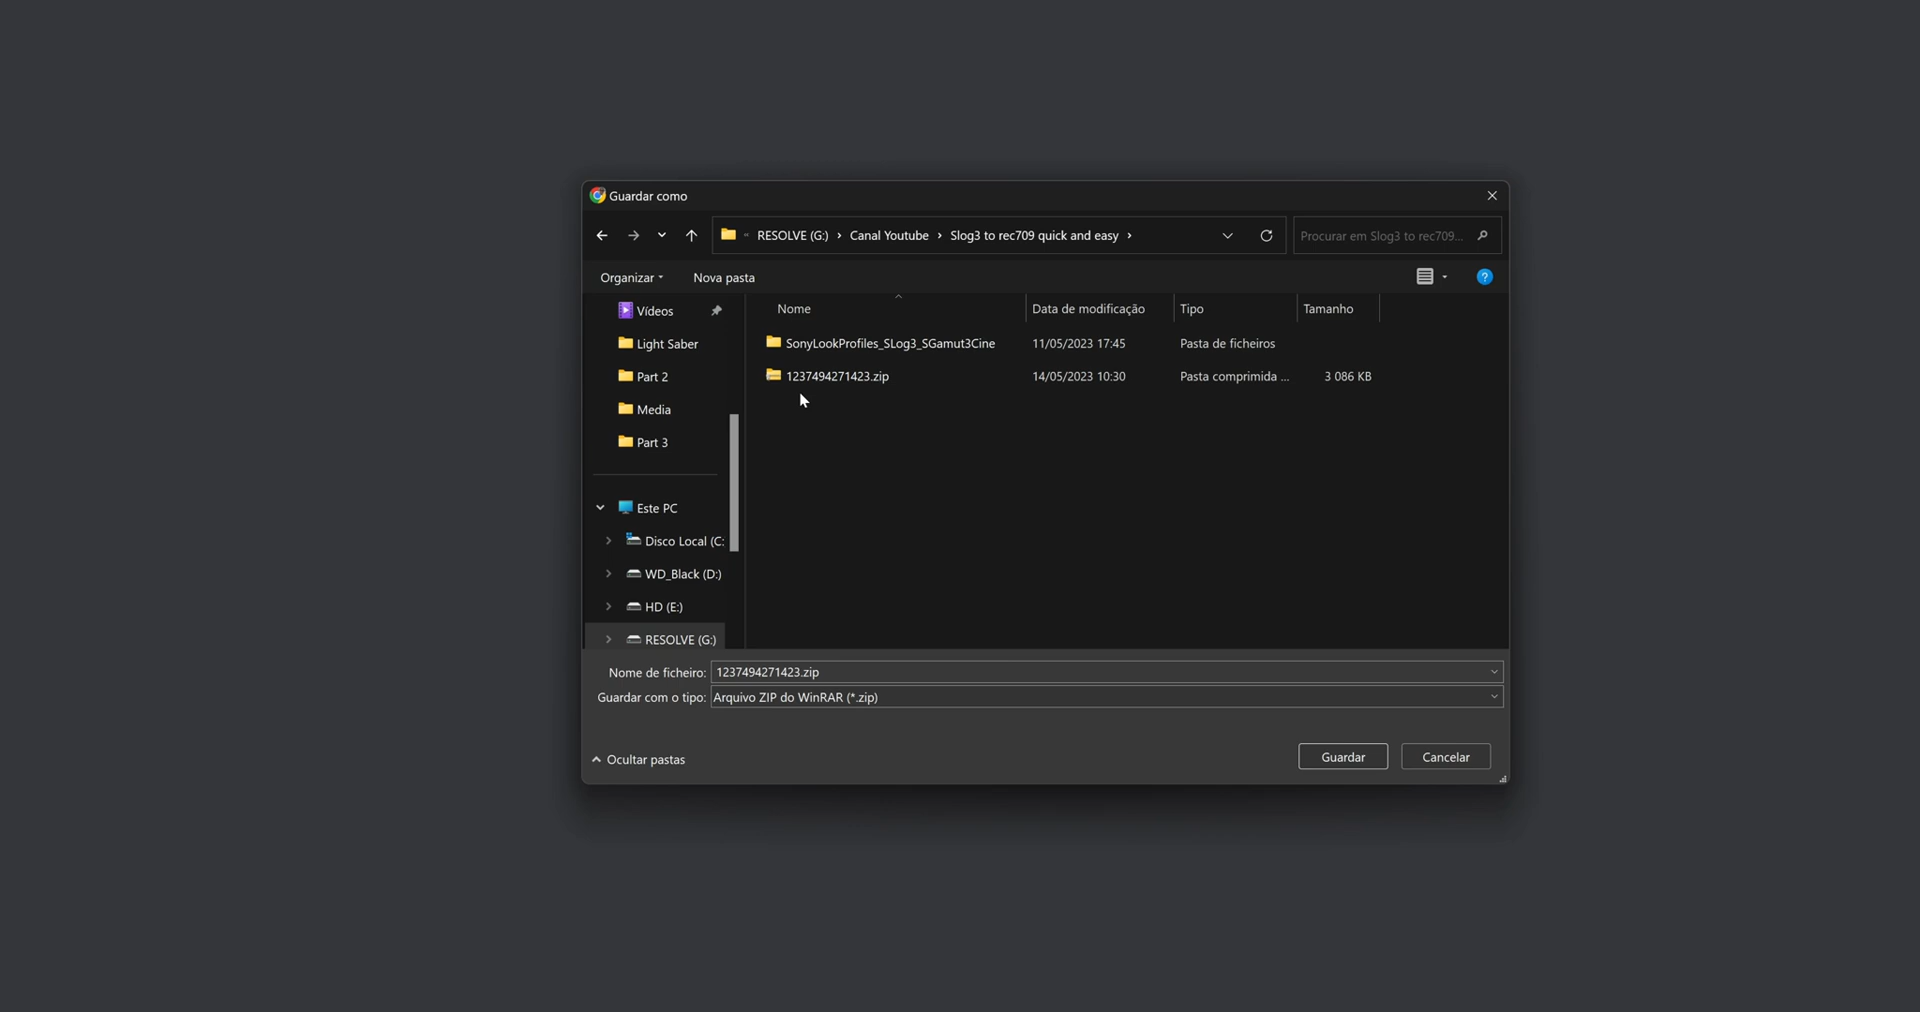 Guardar como
« RESOLVE (G:) › Canal Youtube › Slog3 to rec709 quick and easy ›
Procurar em Slog3 to rec709...
Organizar
Nova pasta
Vídeos
Light Saber
Part 2
Media
Part 3
Este PC
Disco Local (C:
WD_Black (D:)
HD (E:)
RESOLVE (G:)
Nome Data de modificação Tipo Tamanho
SonyLookProfiles_SLog3_SGamut3Cine 11/05/2023 17:45 Pasta de ficheiros
1237494271423.zip 14/05/2023 10:30 Pasta comprimida ... 3 086 KB
Nome de ficheiro: 1237494271423.zip
Guardar com o tipo: Arquivo ZIP do WinRAR (*.zip)
Ocultar pastas
Guardar
Cancelar